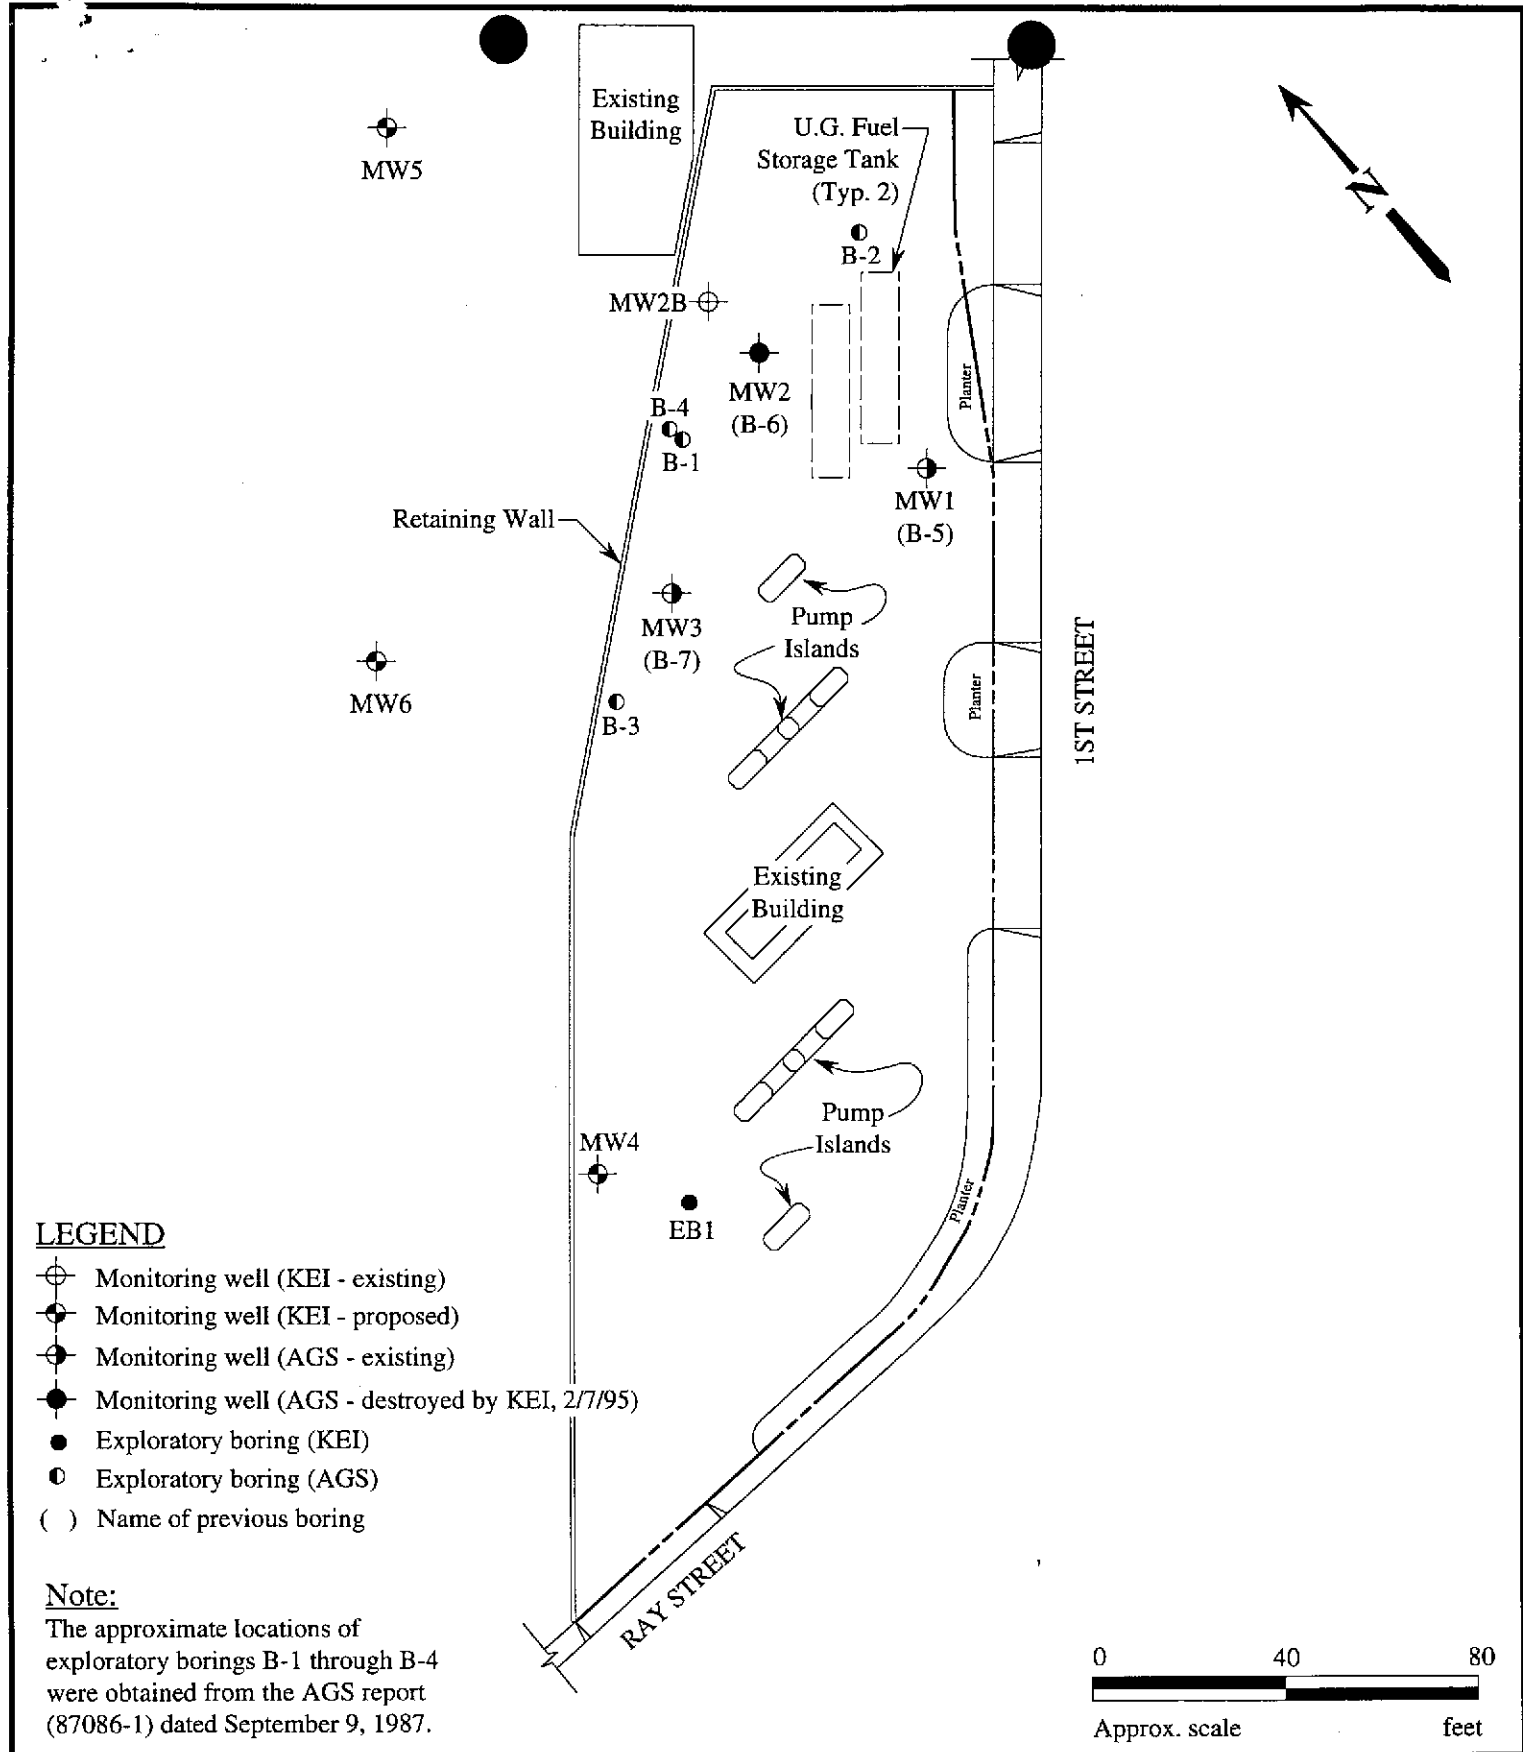 Existing
Building
U.G. Fuel
Storage Tank
(Typ. 2)
N
MW5
B-2
MW2B
MW2
(B-6)
Planter
B-4
B-1
MW1
(B-5)
Retaining Wall
MW3
(B-7)
Pump
Islands
1ST STREET
MW6
Planter
B-3
Existing
Building
Pump
Islands
MW4
Planter
EB1
LEGEND
Monitoring well (KEI - existing)
Monitoring well (KEI - proposed)
Monitoring well (AGS - existing)
Monitoring well (AGS - destroyed by KEI, 2/7/95)
Exploratory boring (KEI)
Exploratory boring (AGS)
( ) Name of previous boring
RAY STREET
Note:
The approximate locations of
exploratory borings B-1 through B-4
were obtained from the AGS report
(87086-1) dated September 9, 1987.
0 40 80
Approx. scale feet